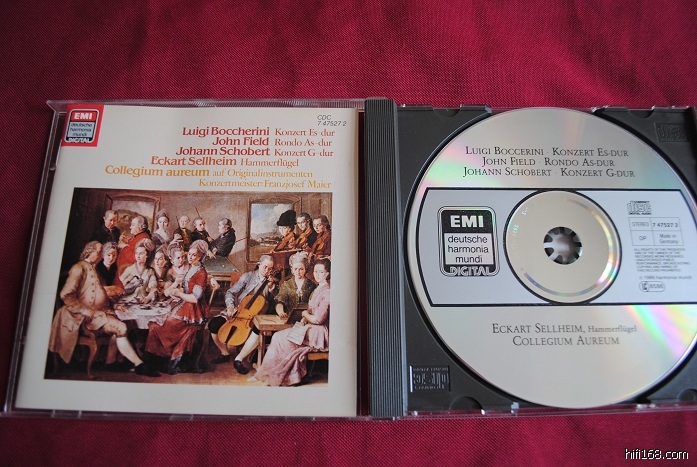 EMI
deutsche
harmonia
mundi
DIGITAL
CDC
7 47527 2
Luigi Boccherini Konzert Es-dur
John Field Rondo As-dur
Johann Schobert Konzert G-dur
Eckart Sellheim Hammerflügel
Collegium aureum auf Originalinstrumenten
Konzertmeister: Franzjosef Maier
LUIGI BOCCERINI · KONZERT ES-DUR
JOHN FIELD · RONDO AS-DUR
JOHANN SCHOBERT · KONZERT G-DUR
EMI
deutsche
harmonia
mundi
DIGITAL
STEREO
7 47527 2
Made in
Germany
ECKART SELLHEIM, Hammerflügel
COLLEGIUM AUREUM
hifi168.com